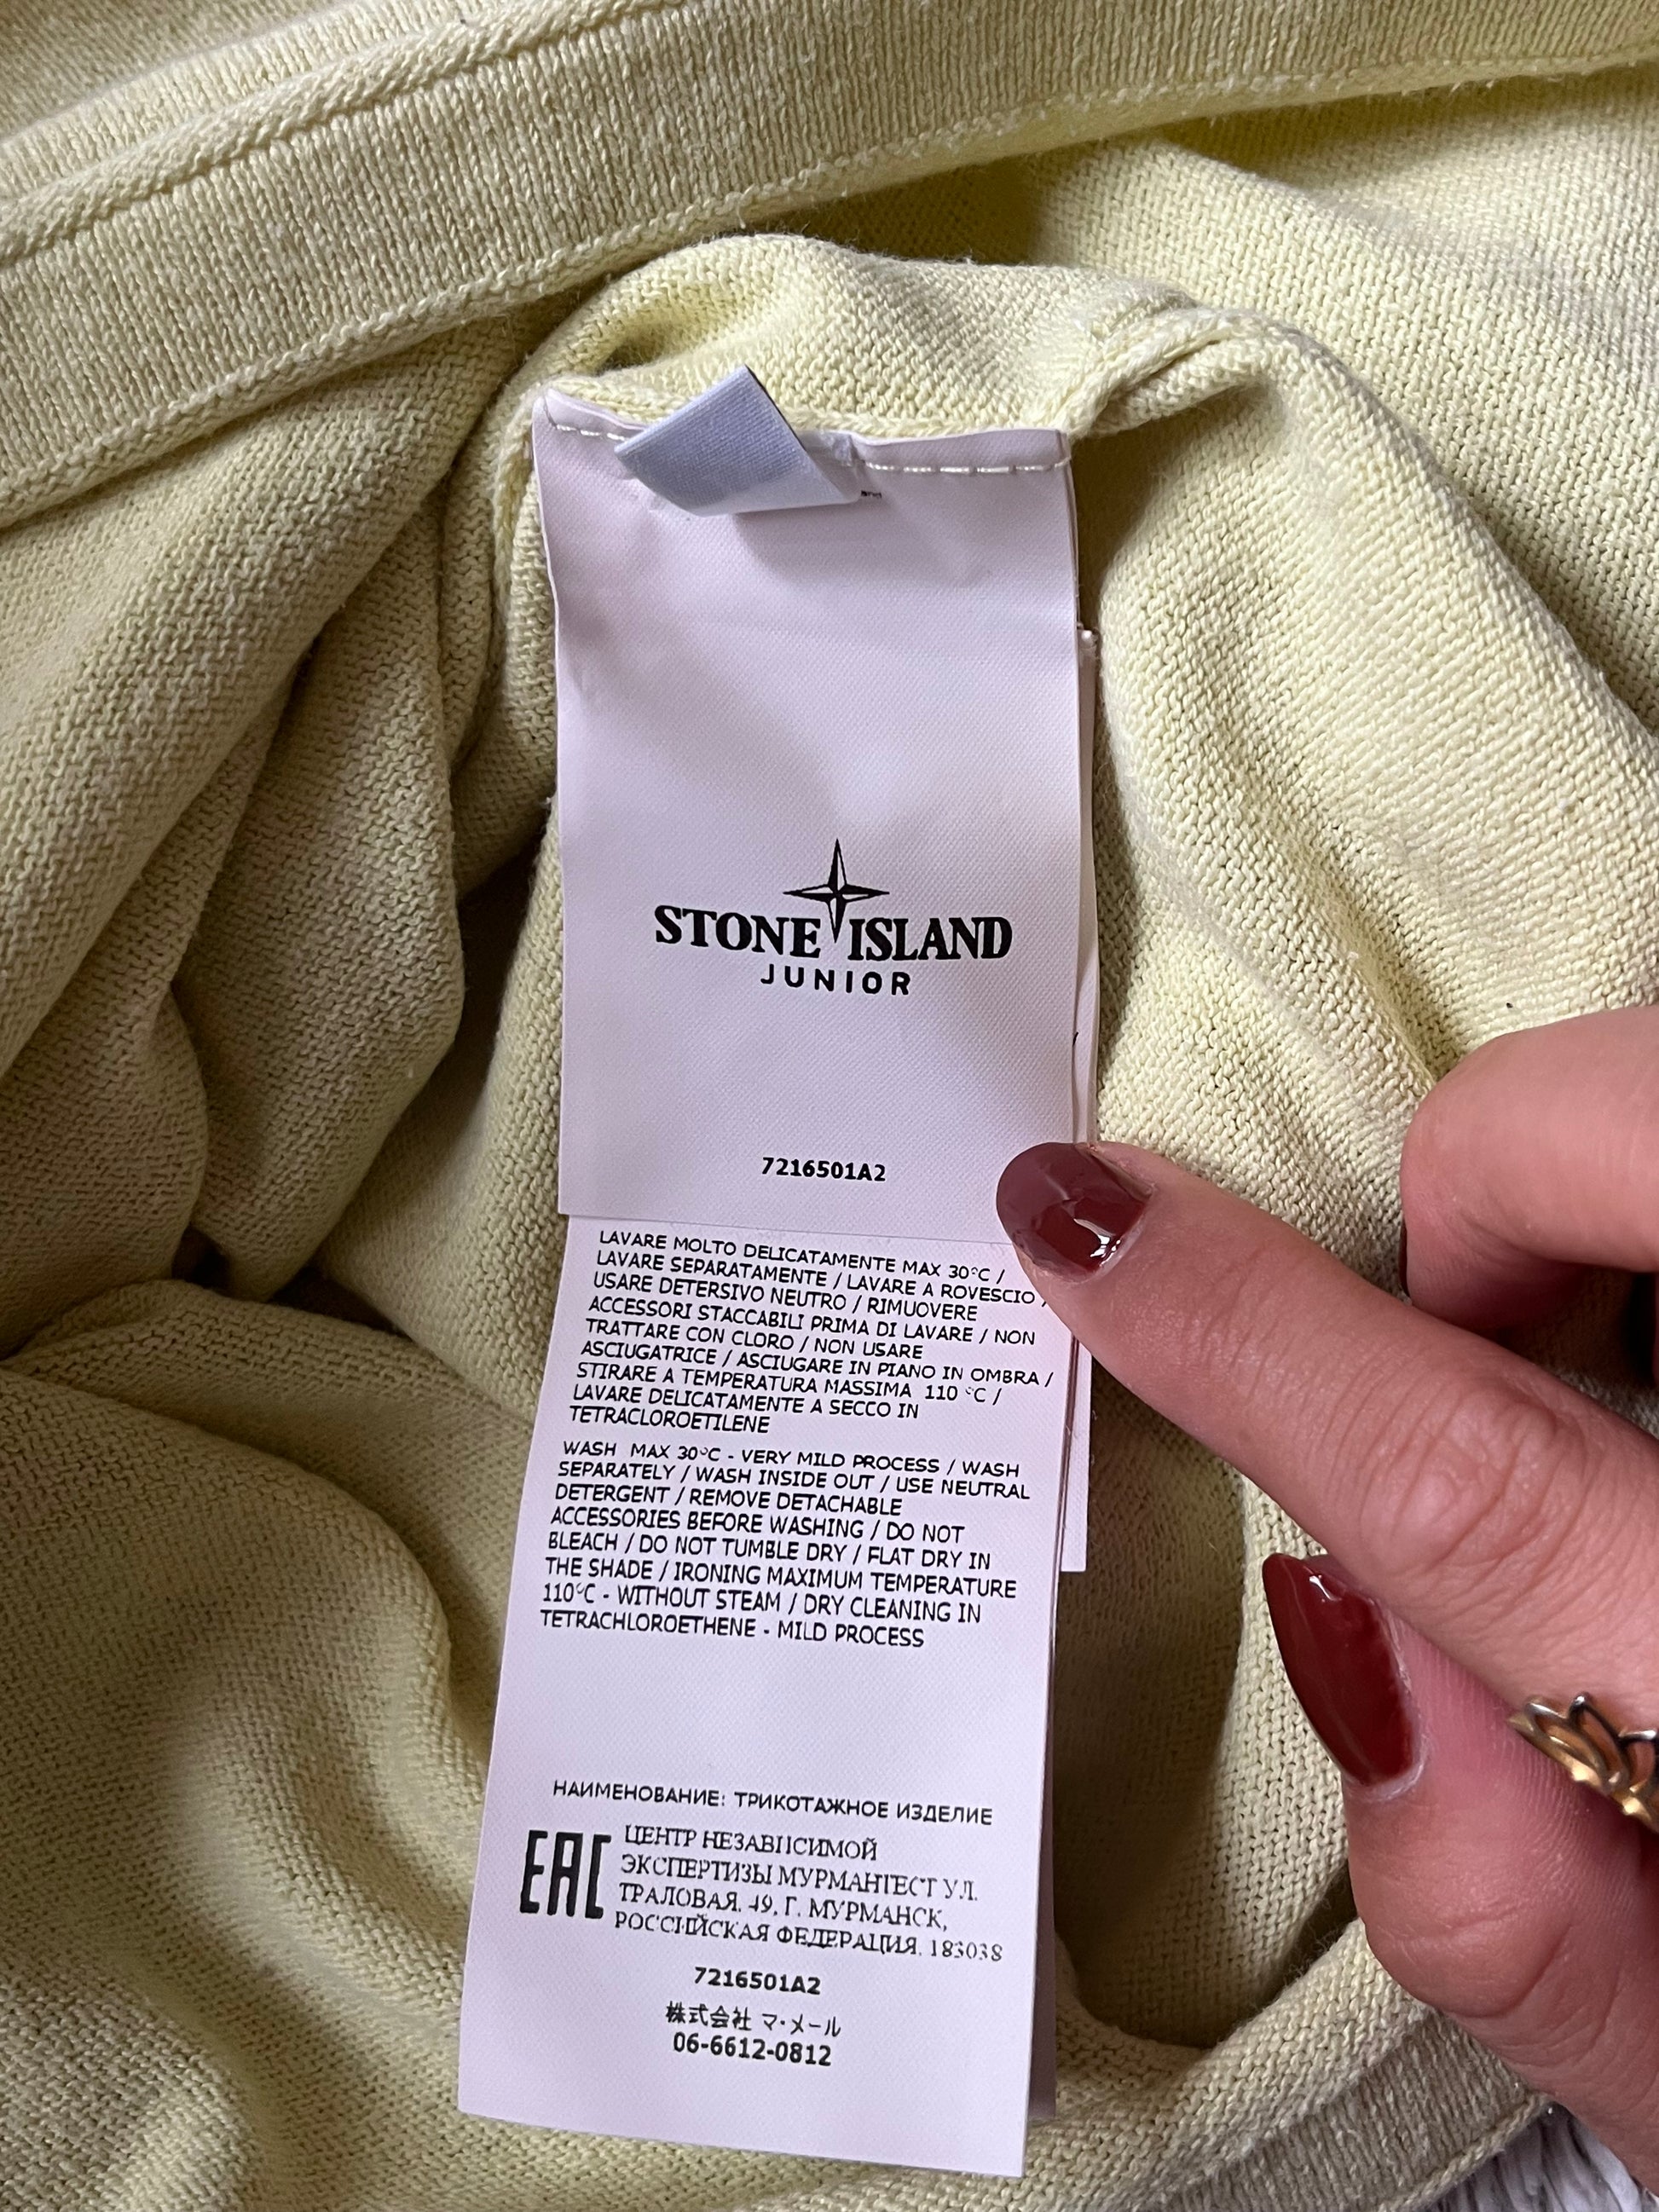 STONE ISLAND
JUNIOR
7216501A2
LAVARE MOLTO DELICATAMENTE MAX 30°C /
LAVARE SEPARATAMENTE / LAVARE A ROVESCIO /
USARE DETERSIVO NEUTRO / RIMUOVERE
ACCESSORI STACCABILI PRIMA DI LAVARE / NON
TRATTARE CON CLORO / NON USARE
ASCIUGATRICE / ASCIUGARE IN PIANO IN OMBRA /
STIRARE A TEMPERATURA MASSIMA 110 °C /
LAVARE DELICATAMENTE A SECCO IN
TETRACLOROETILENE
WASH MAX 30°C - VERY MILD PROCESS / WASH
SEPARATELY / WASH INSIDE OUT / USE NEUTRAL
DETERGENT / REMOVE DETACHABLE
ACCESSORIES BEFORE WASHING / DO NOT
BLEACH / DO NOT TUMBLE DRY / FLAT DRY IN
THE SHADE / IRONING MAXIMUM TEMPERATURE
110°C - WITHOUT STEAM / DRY CLEANING IN
TETRACHLOROETHENE - MILD PROCESS
НАИМЕНОВАНИЕ: ТРИКОТАЖНОЕ ИЗДЕЛИЕ
EAC
ЦЕНТР НЕЗАВИСИМОЙ
ЭКСПЕРТИЗЫ МУРМАНТЕСТ УЛ.
ТРАЛОВАЯ, 49, Г. МУРМАНСК,
РОССИЙСКАЯ ФЕДЕРАЦИЯ, 183038
7216501A2
株式会社 マ・メール
06-6612-0812